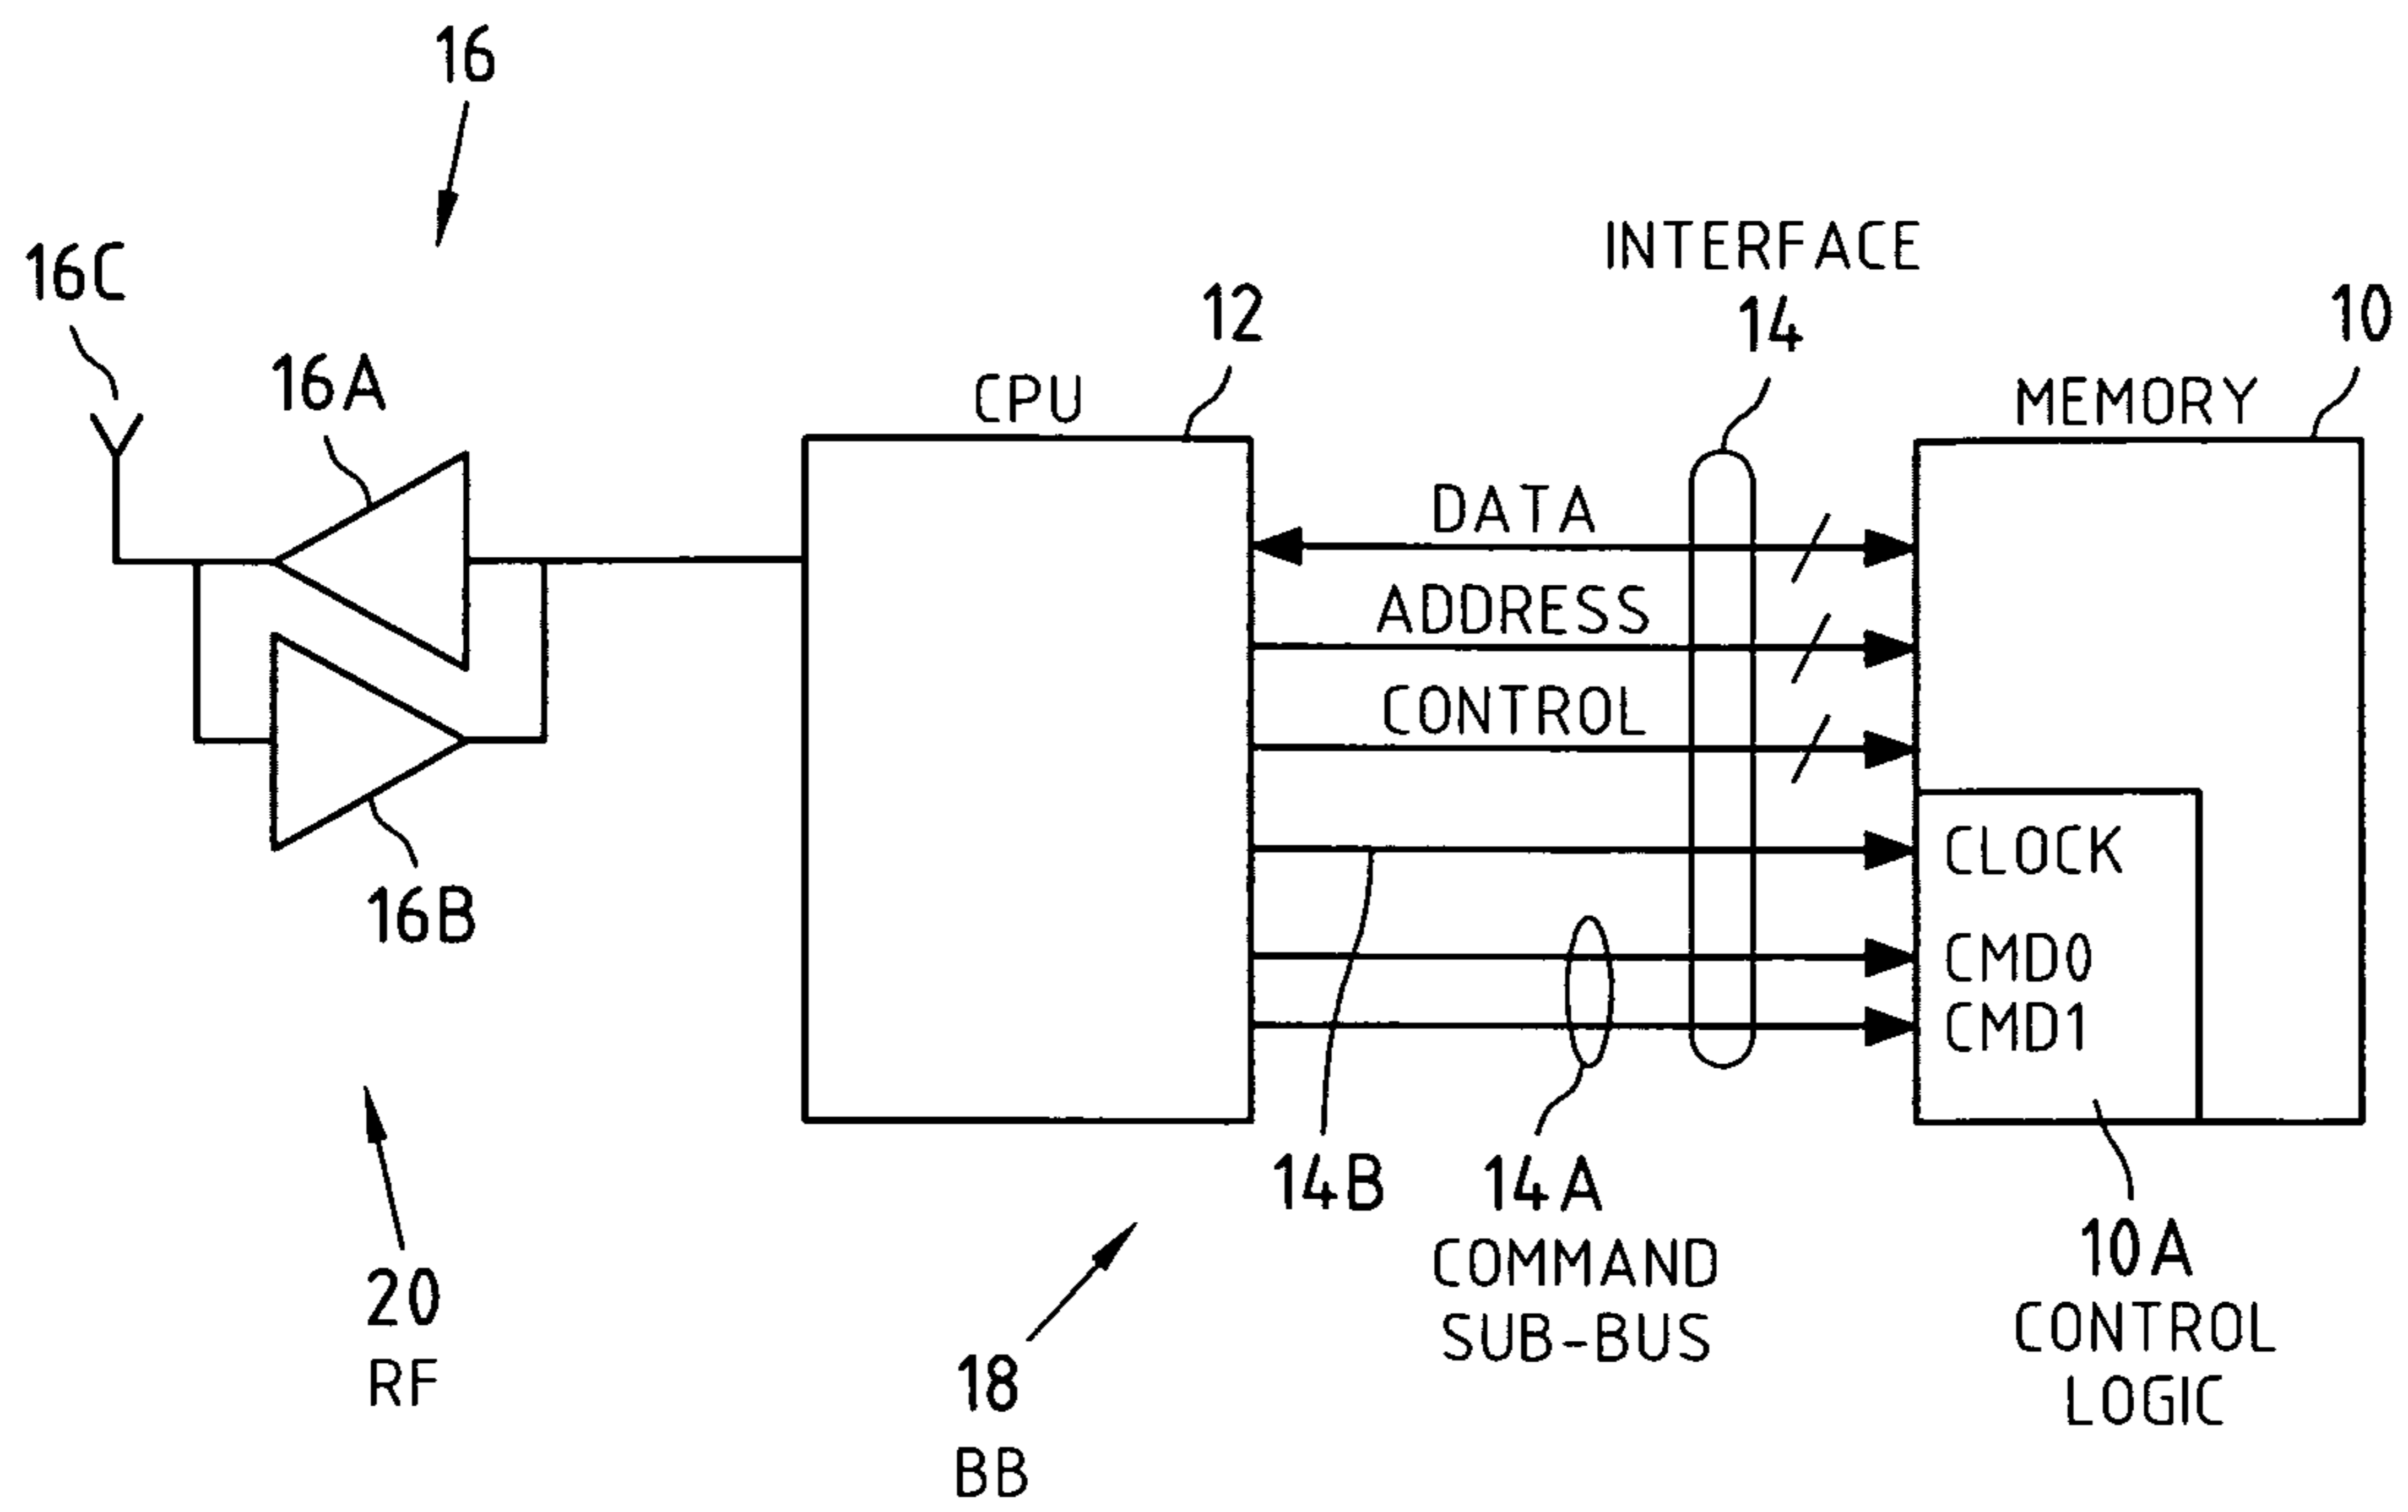 16
16C
16A
16B
20
RF
CPU
12
18
BB
INTERFACE
14
DATA
ADDRESS
CONTROL
14B
14A
COMMAND
SUB-BUS
MEMORY
10
CLOCK
CMD0
CMD1
10A
CONTROL
LOGIC